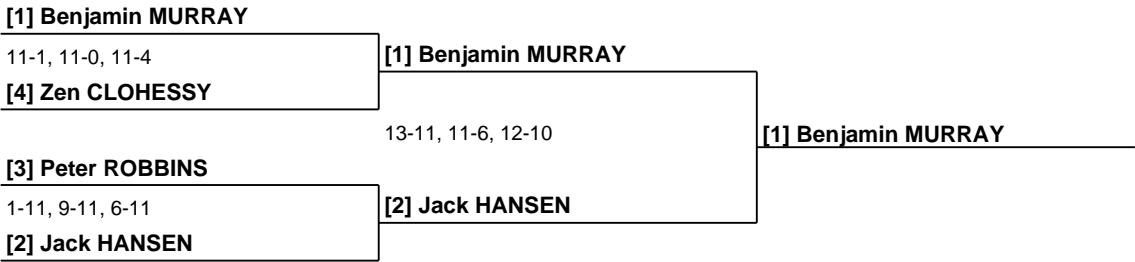 [1] Benjamin MURRAY
11-1, 11-0, 11-4
[1] Benjamin MURRAY
[4] Zen CLOHESSY
13-11, 11-6, 12-10
[1] Benjamin MURRAY
[3] Peter ROBBINS
1-11, 9-11, 6-11
[2] Jack HANSEN
[2] Jack HANSEN